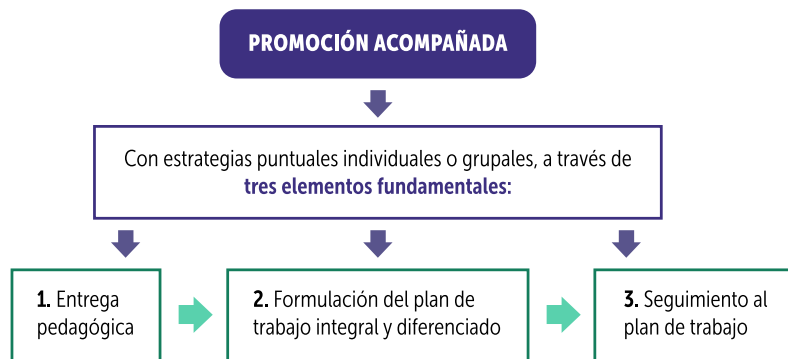 PROMOCIÓN ACOMPAÑADA
Con estrategias puntuales individuales o grupales, a través de
tres elementos fundamentales:
1. Entrega
pedagógica
2. Formulación del plan de
trabajo integral y diferenciado
3. Seguimiento al
plan de trabajo